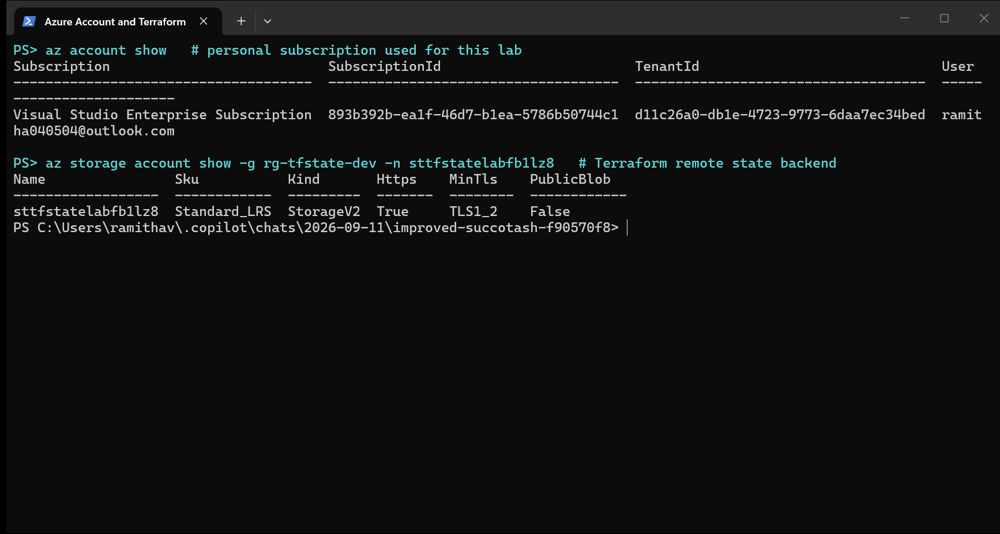 Azure Account and Terraform
PS> az account show   # personal subscription used for this lab
Subscription                           SubscriptionId                        TenantId                              User
-------------------------------------  ------------------------------------  ------------------------------------  -----
--------------------
Visual Studio Enterprise Subscription  893b392b-ea1f-46d7-b1ea-5786b50744c1  d11c26a0-db1e-4723-9773-6daa7ec34bed  ramit
ha040504@outlook.com
PS> az storage account show -g rg-tfstate-dev -n sttfstatelabfb1lz8   # Terraform remote state backend
Name                Sku           Kind       Https    MinTls    PublicBlob
------------------  ------------  ---------  -------  --------  ------------
sttfstatelabfb1lz8  Standard_LRS  StorageV2  True     TLS1_2    False
PS C:\Users\ramithav\.copilot\chats\2026-09-11\improved-succotash-f90570f8>